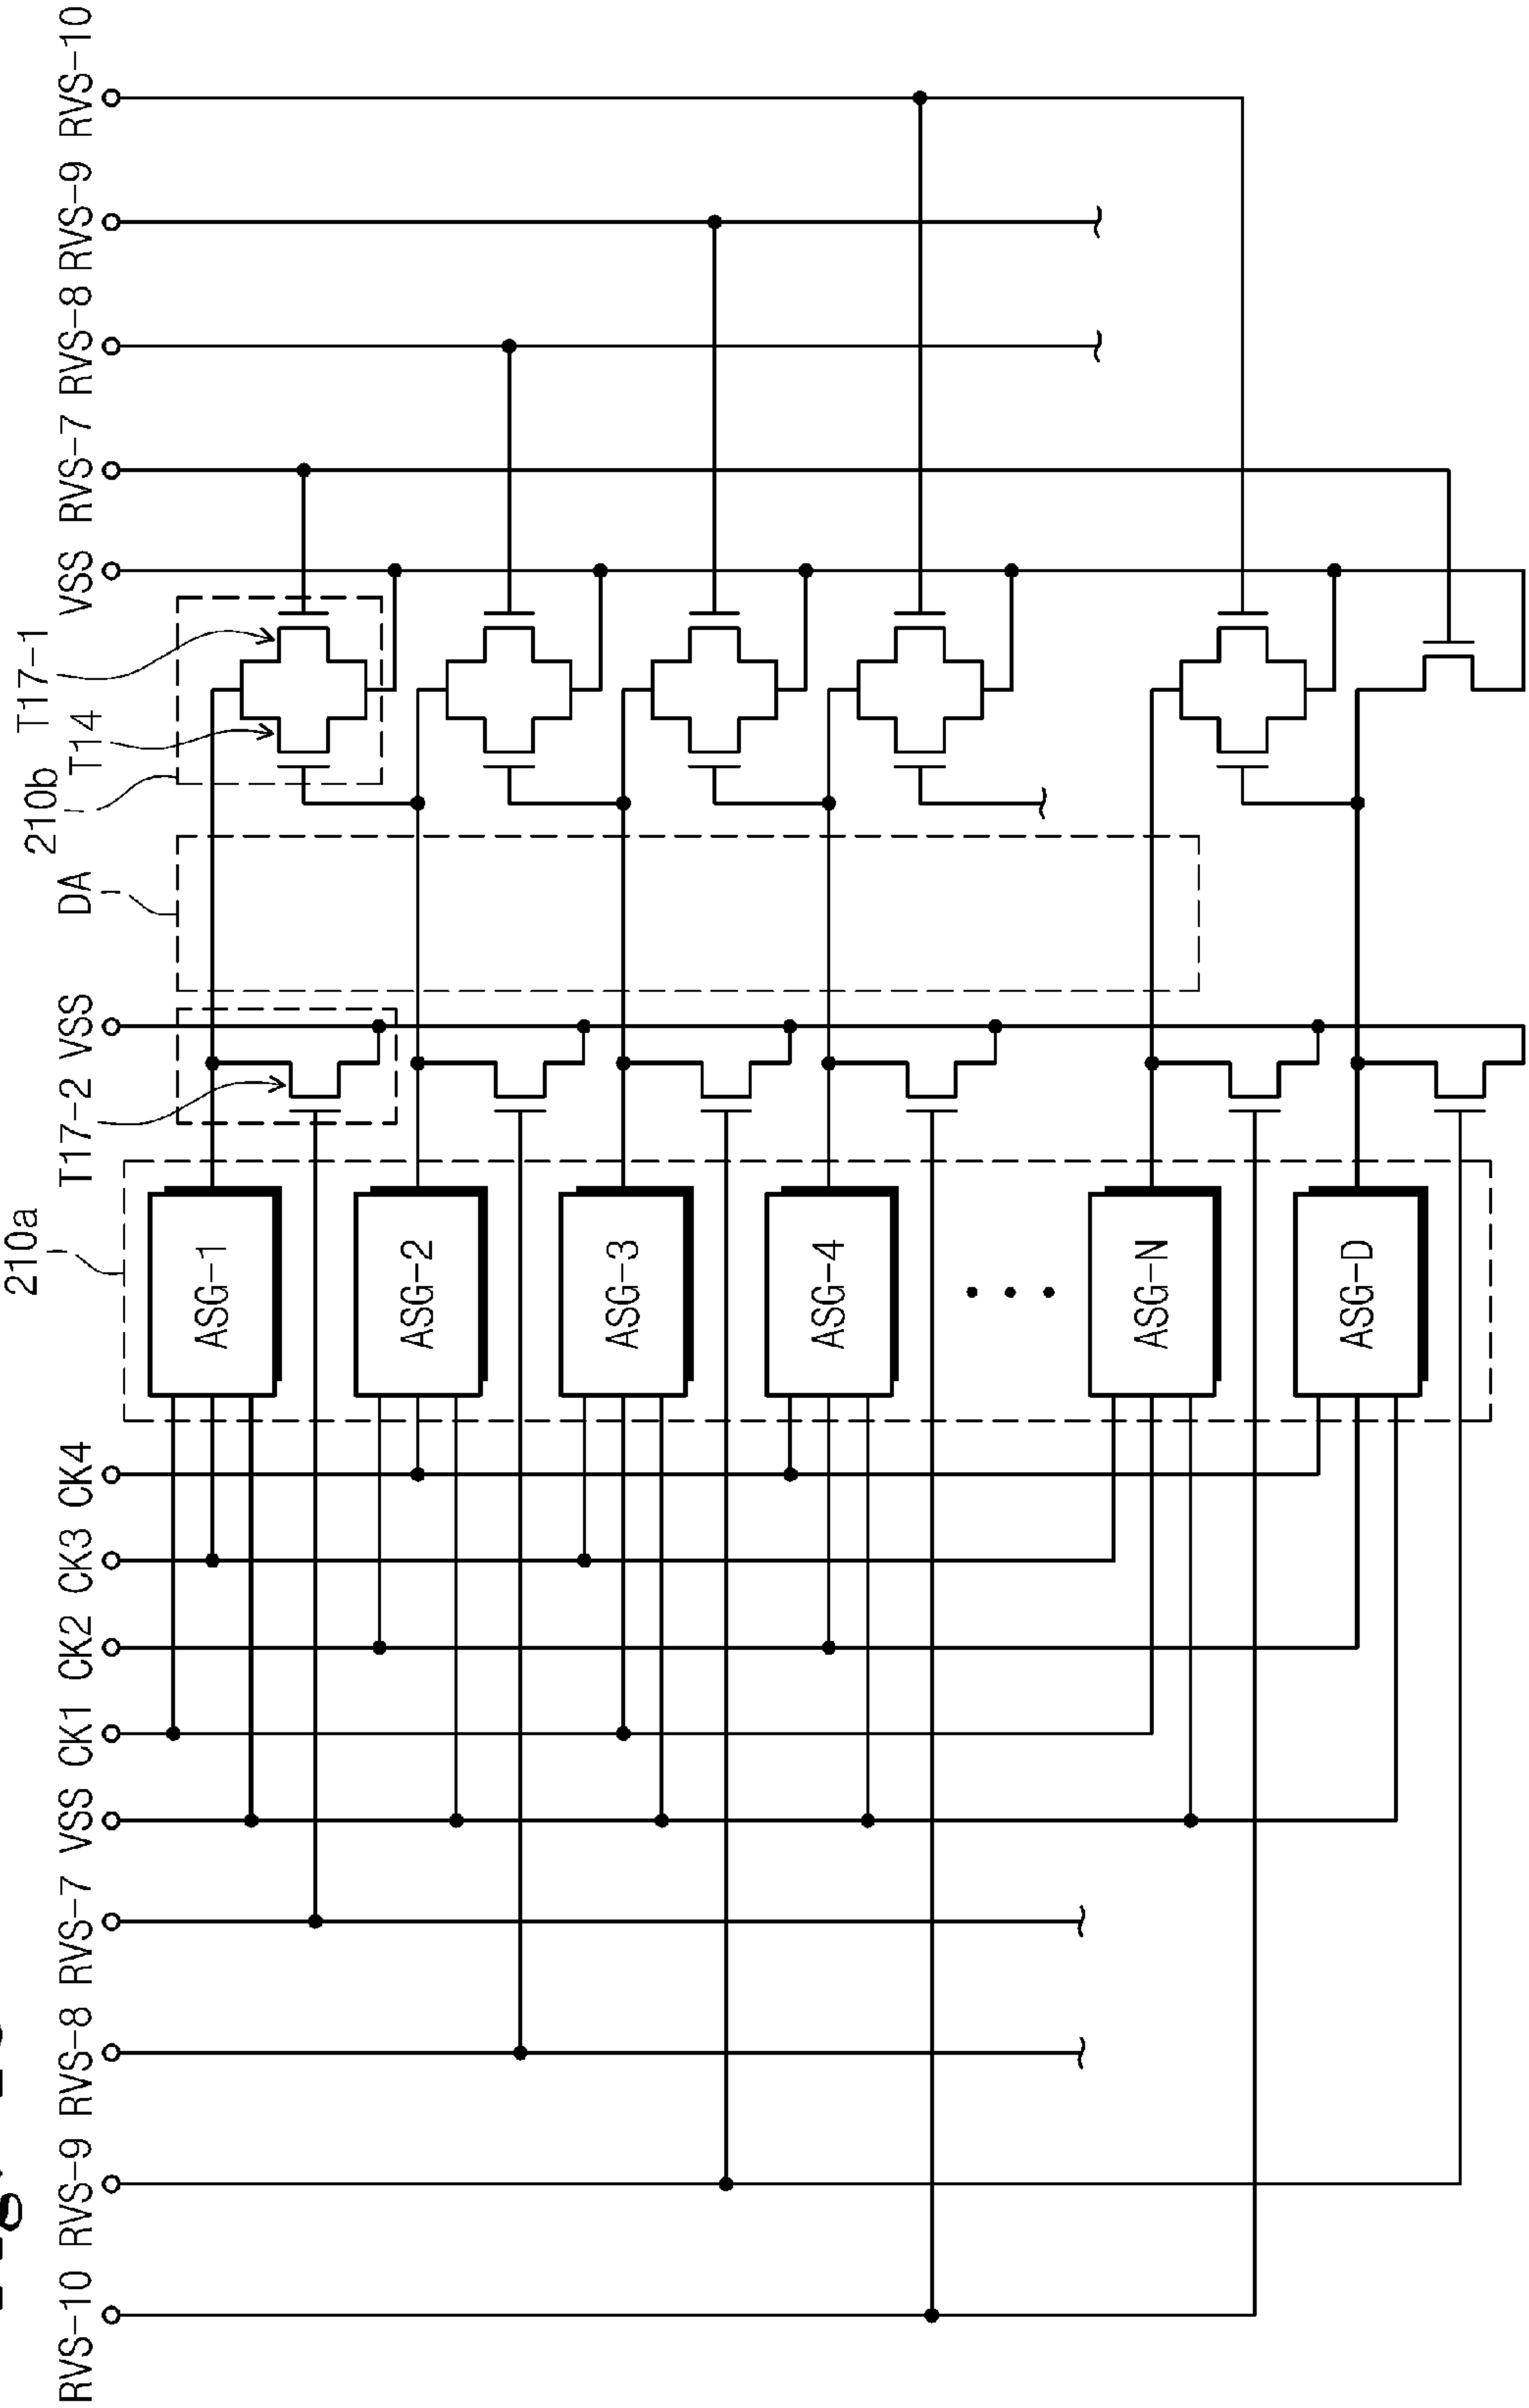 RVS-10
RVS-9
RVS-8
RVS-7
VSS
CK1
CK2
CK3
CK4
210a
T17-2
VSS
DA
210b
T14
T17-1
VSS
RVS-7
RVS-8
RVS-9
RVS-10
ASG-1
ASG-2
ASG-3
ASG-4
ASG-N
ASG-D